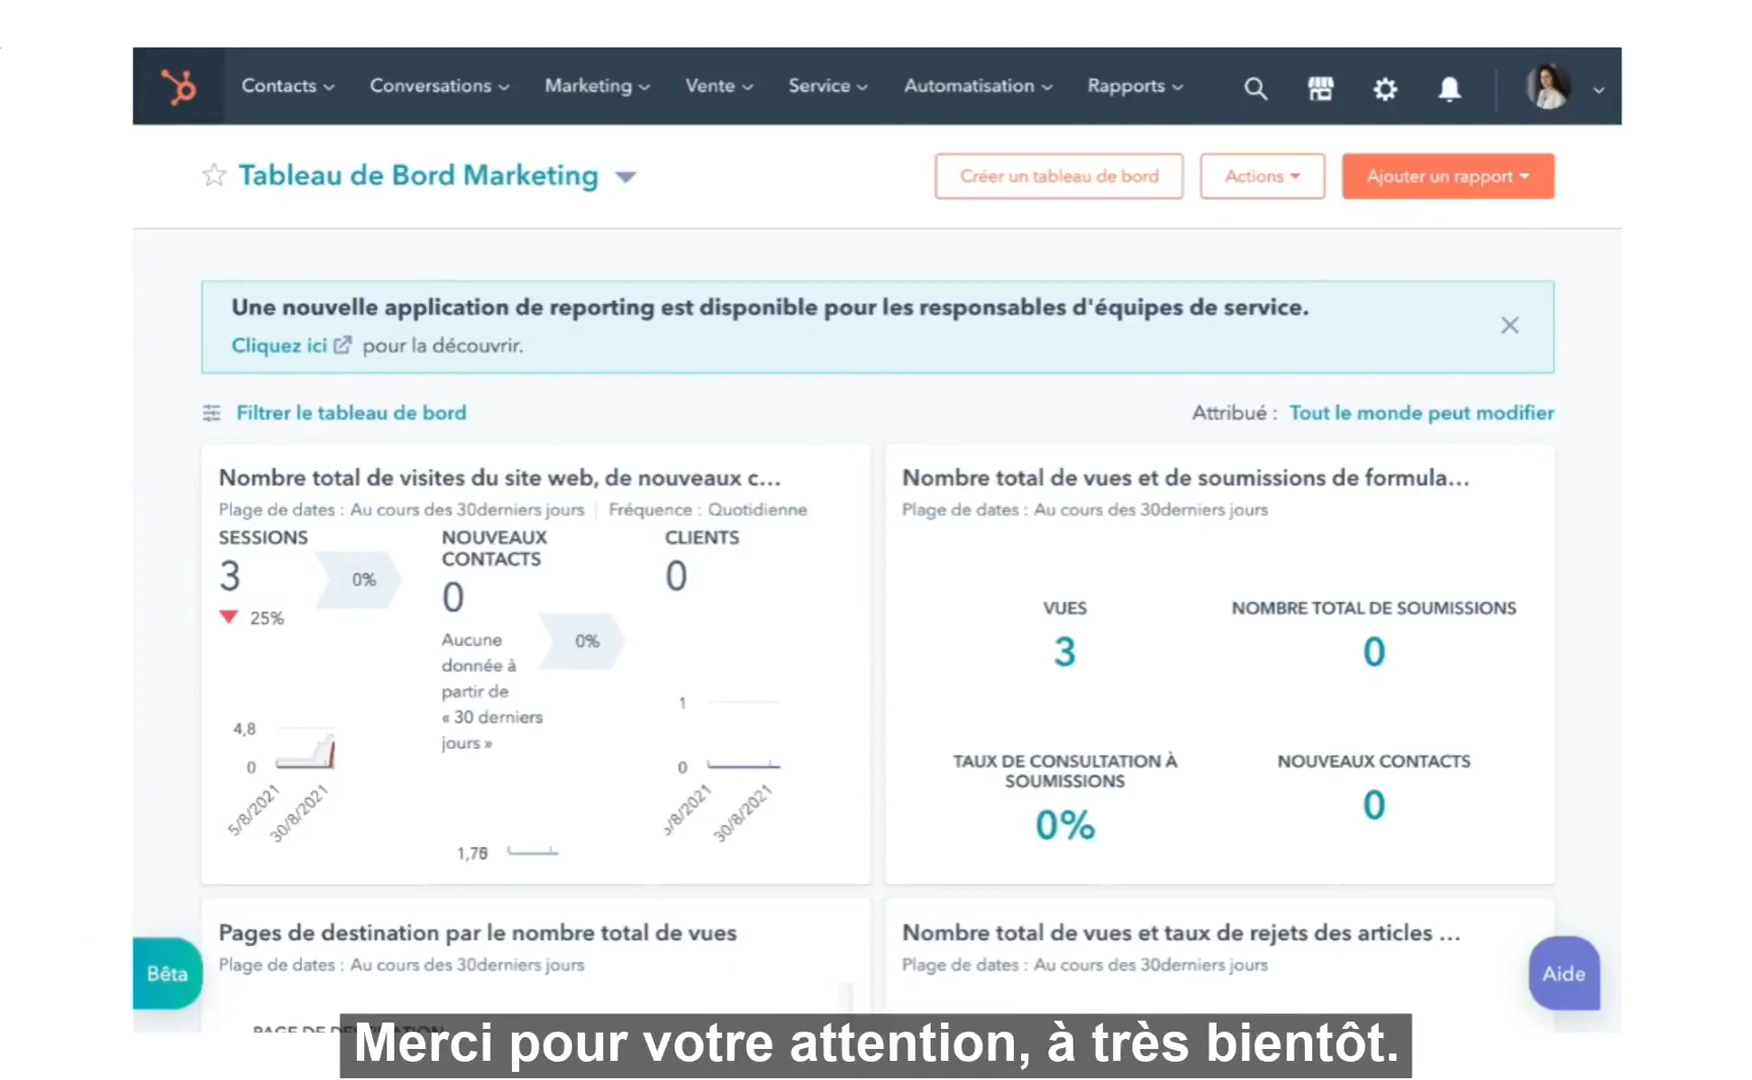 Contacts
Conversations
Marketing
Vente
Service
Automatisation
Rapports
Tableau de Bord Marketing
Créer un tableau de bord
Actions
Ajouter un rapport
Une nouvelle application de reporting est disponible pour les responsables d'équipes de service.
Cliquez ici pour la découvrir.
Filtrer le tableau de bord
Attribué : Tout le monde peut modifier
Nombre total de visites du site web, de nouveaux c...
Plage de dates : Au cours des 30derniers jours
Fréquence : Quotidienne
SESSIONS
3
25%
0%
NOUVEAUX
CONTACTS
0
Aucune
donnée à
partir de
« 30 derniers
jours »
0%
CLIENTS
0
4,8
0
5/8/2021
30/8/2021
1
0
5/8/2021
30/8/2021
Nombre total de vues et de soumissions de formula...
Plage de dates : Au cours des 30derniers jours
VUES
3
NOMBRE TOTAL DE SOUMISSIONS
0
TAUX DE CONSULTATION À
SOUMISSIONS
0%
NOUVEAUX CONTACTS
0
Pages de destination par le nombre total de vues
Plage de dates : Au cours des 30derniers jours
Nombre total de vues et taux de rejets des articles ...
Plage de dates : Au cours des 30derniers jours
Bêta
Aide
Merci pour votre attention, à très bientôt.